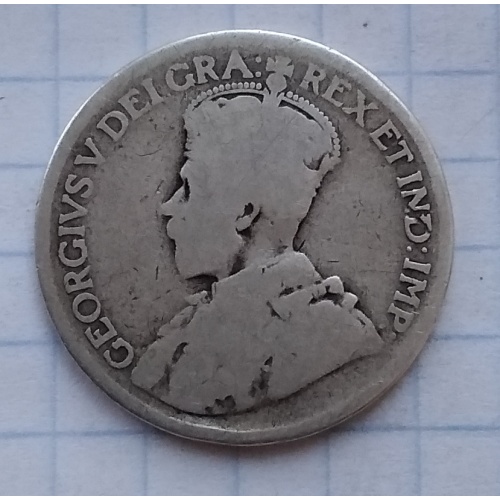 GEORGIVS V DEI GRA: REX ET IND: IMP